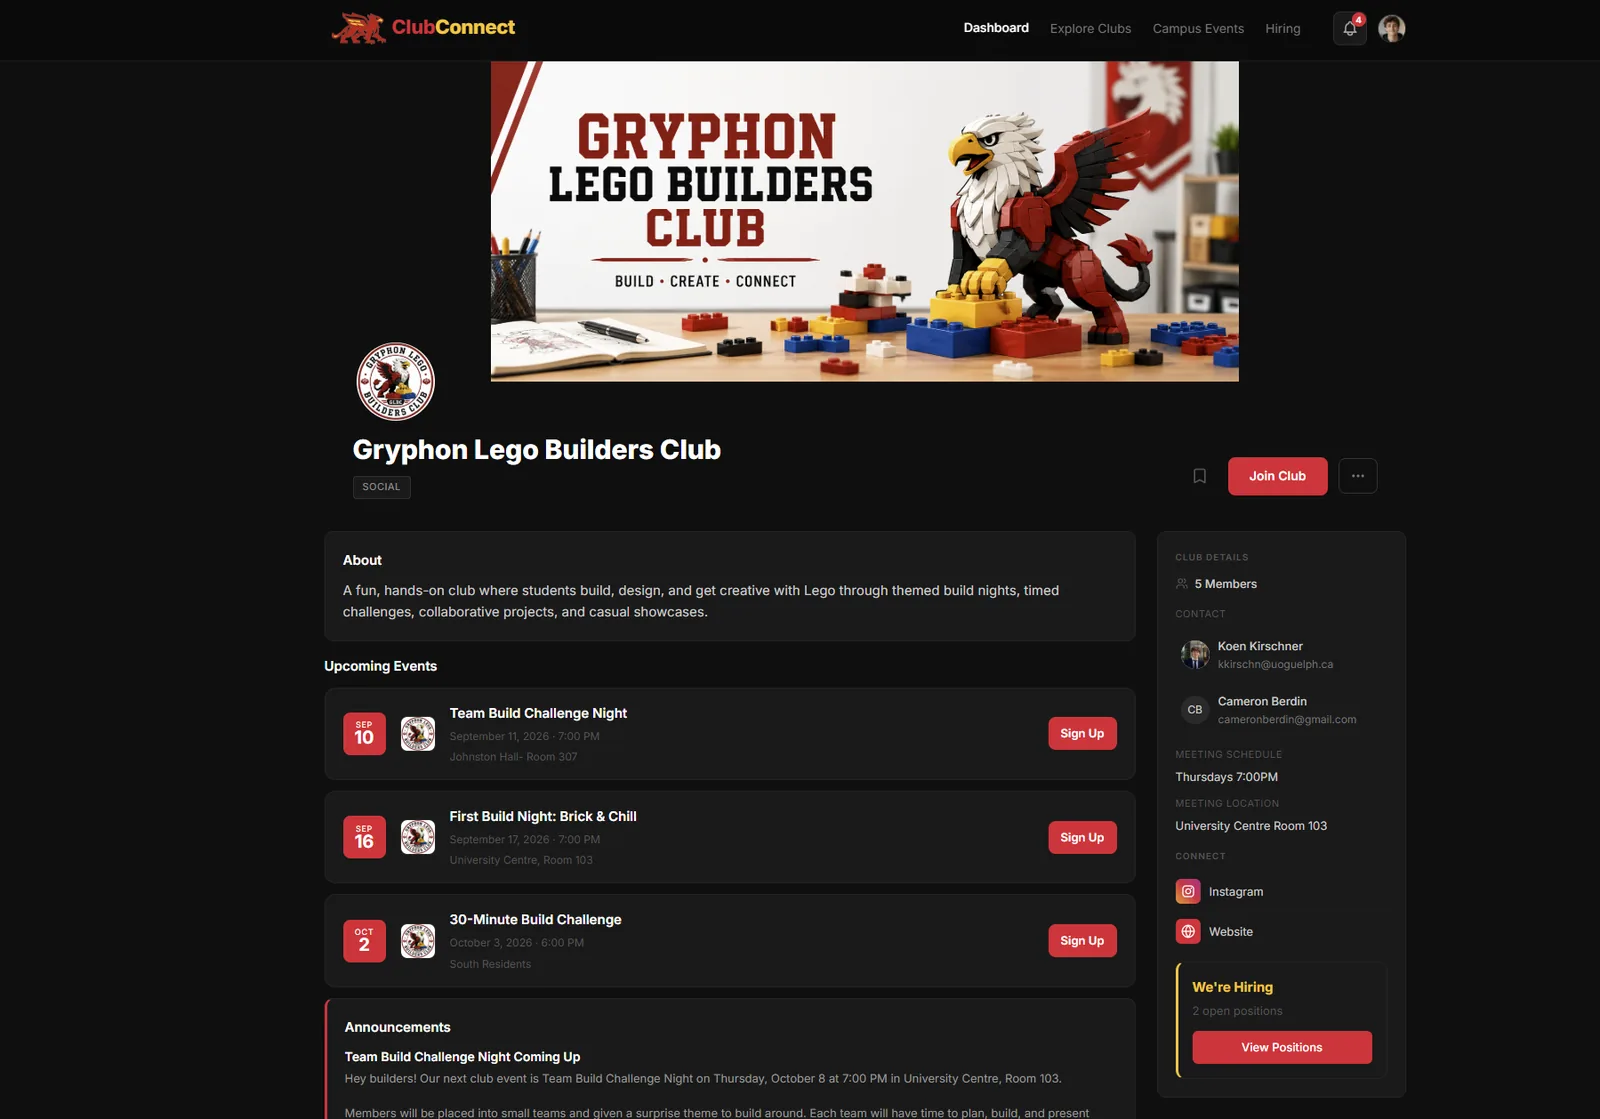 ClubConnect
Dashboard
Explore Clubs
Campus Events
Hiring
4
GRYPHON
LEGO BUILDERS
CLUB
BUILD • CREATE • CONNECT
GRYPHON LEGO
BUILDERS CLUB
Gryphon Lego Builders Club
SOCIAL
Join Club
About
A fun, hands-on club where students build, design, and get creative with Lego through themed build nights, timed
challenges, collaborative projects, and casual showcases.
Upcoming Events
SEP
10
Team Build Challenge Night
September 11, 2026 · 7:00 PM
Johnston Hall- Room 307
Sign Up
SEP
16
First Build Night: Brick & Chill
September 17, 2026 · 7:00 PM
University Centre, Room 103
Sign Up
OCT
2
30-Minute Build Challenge
October 3, 2026 · 6:00 PM
South Residents
Sign Up
Announcements
Team Build Challenge Night Coming Up
Hey builders! Our next club event is Team Build Challenge Night on Thursday, October 8 at 7:00 PM in University Centre, Room 103.
Members will be placed into small teams and given a surprise theme to build around. Each team will have time to plan, build, and present
CLUB DETAILS
5 Members
CONTACT
Koen Kirschner
kkirschn@uoguelph.ca
CB
Cameron Berdin
cameronberdin@gmail.com
MEETING SCHEDULE
Thursdays 7:00PM
MEETING LOCATION
University Centre Room 103
CONNECT
Instagram
Website
We're Hiring
2 open positions
View Positions